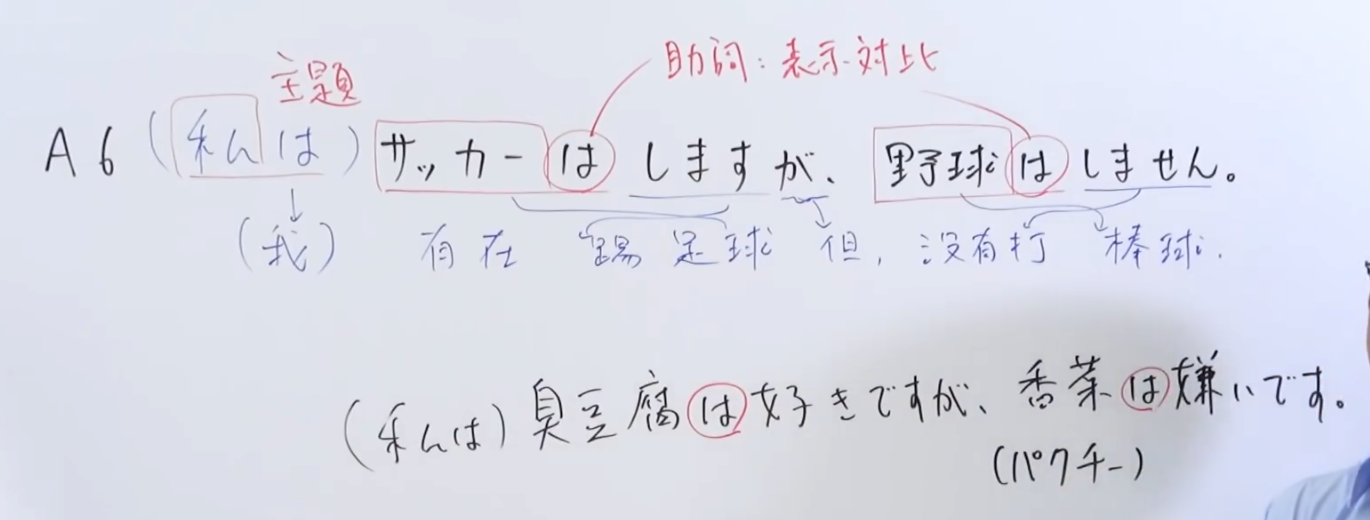 主题
助词：表示对比
A6（私は）サッカーはしますが、野球はしません。
（我）有在踢足球 但，没有打棒球.
（私は）臭豆腐は好きですが、香菜は嫌いです。
（パクチー）